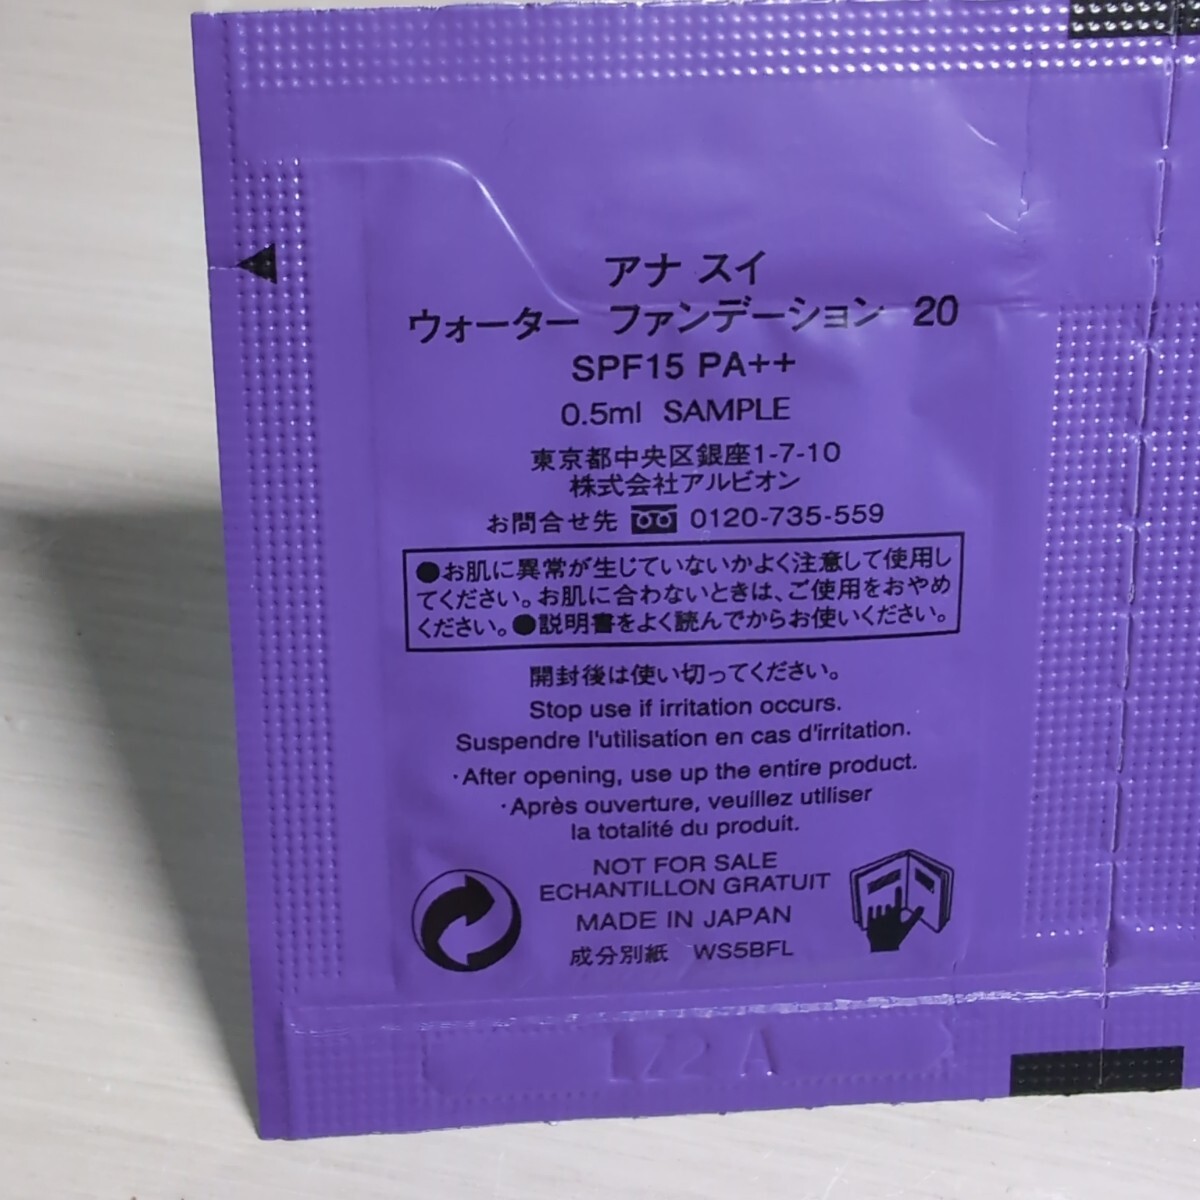 アナ スイ
ウォーター ファンデーション 20
SPF15 PA++
0.5ml SAMPLE
東京都中央区銀座1-7-10
株式会社アルビオン
お問合せ先 0120-735-559
●お肌に異常が生じていないかよく注意して使用し
てください。お肌に合わないときは、ご使用をおやめ
ください。●説明書をよく読んでからお使いください。
開封後は使い切ってください。
Stop use if irritation occurs.
Suspendre l'utilisation en cas d'irritation.
·After opening, use up the entire product.
·Après ouverture, veuillez utiliser
la totalité du produit.
NOT FOR SALE
ECHANTILLON GRATUIT
MADE IN JAPAN
成分別紙 WS5BFL